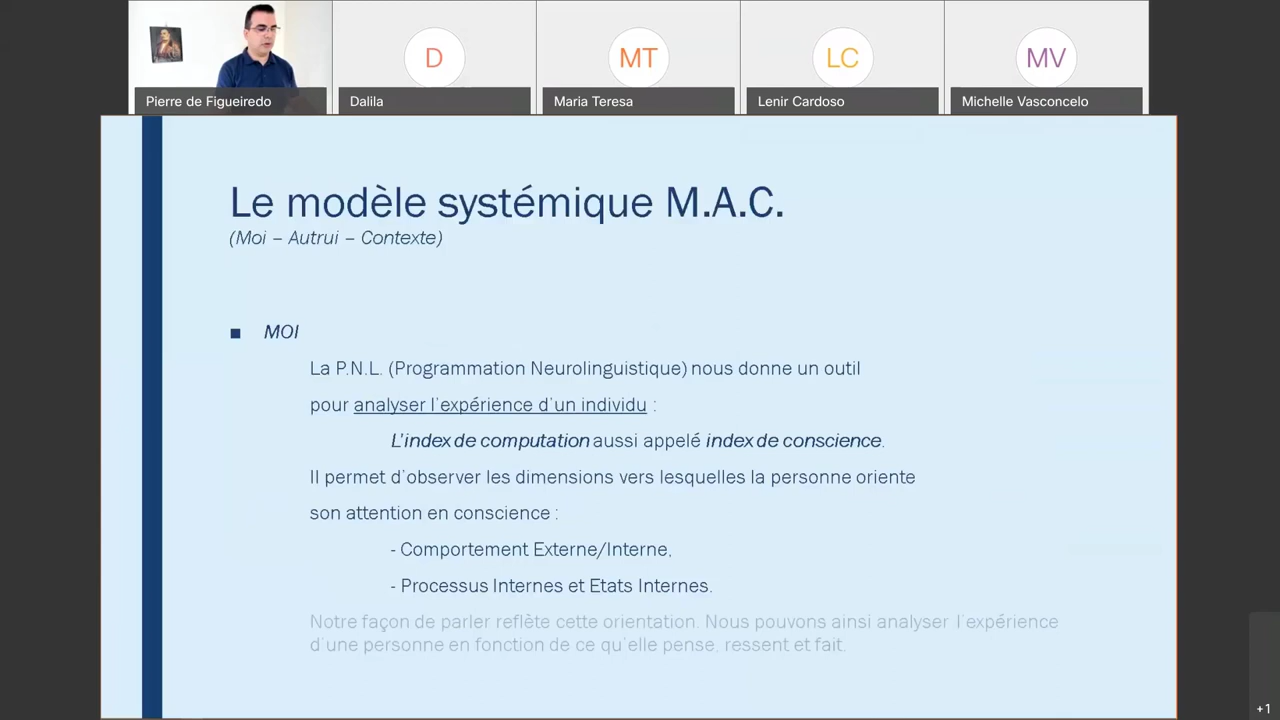 D
MT
LC
MV
Pierre de Figueiredo
Dalila
Maria Teresa
Lenir Cardoso
Michelle Vasconcelo
Le modèle systémique M.A.C.
(Moi – Autrui – Contexte)
■ MOI
La P.N.L. (Programmation Neurolinguistique) nous donne un outil
pour analyser l'expérience d'un individu :
L'index de computation aussi appelé index de conscience.
Il permet d'observer les dimensions vers lesquelles la personne oriente
son attention en conscience :
- Comportement Externe/Interne,
- Processus Internes et Etats Internes.
Notre façon de parler reflète cette orientation. Nous pouvons ainsi analyser l'expérience
d'une personne en fonction de ce qu'elle pense, ressent et fait.
+1